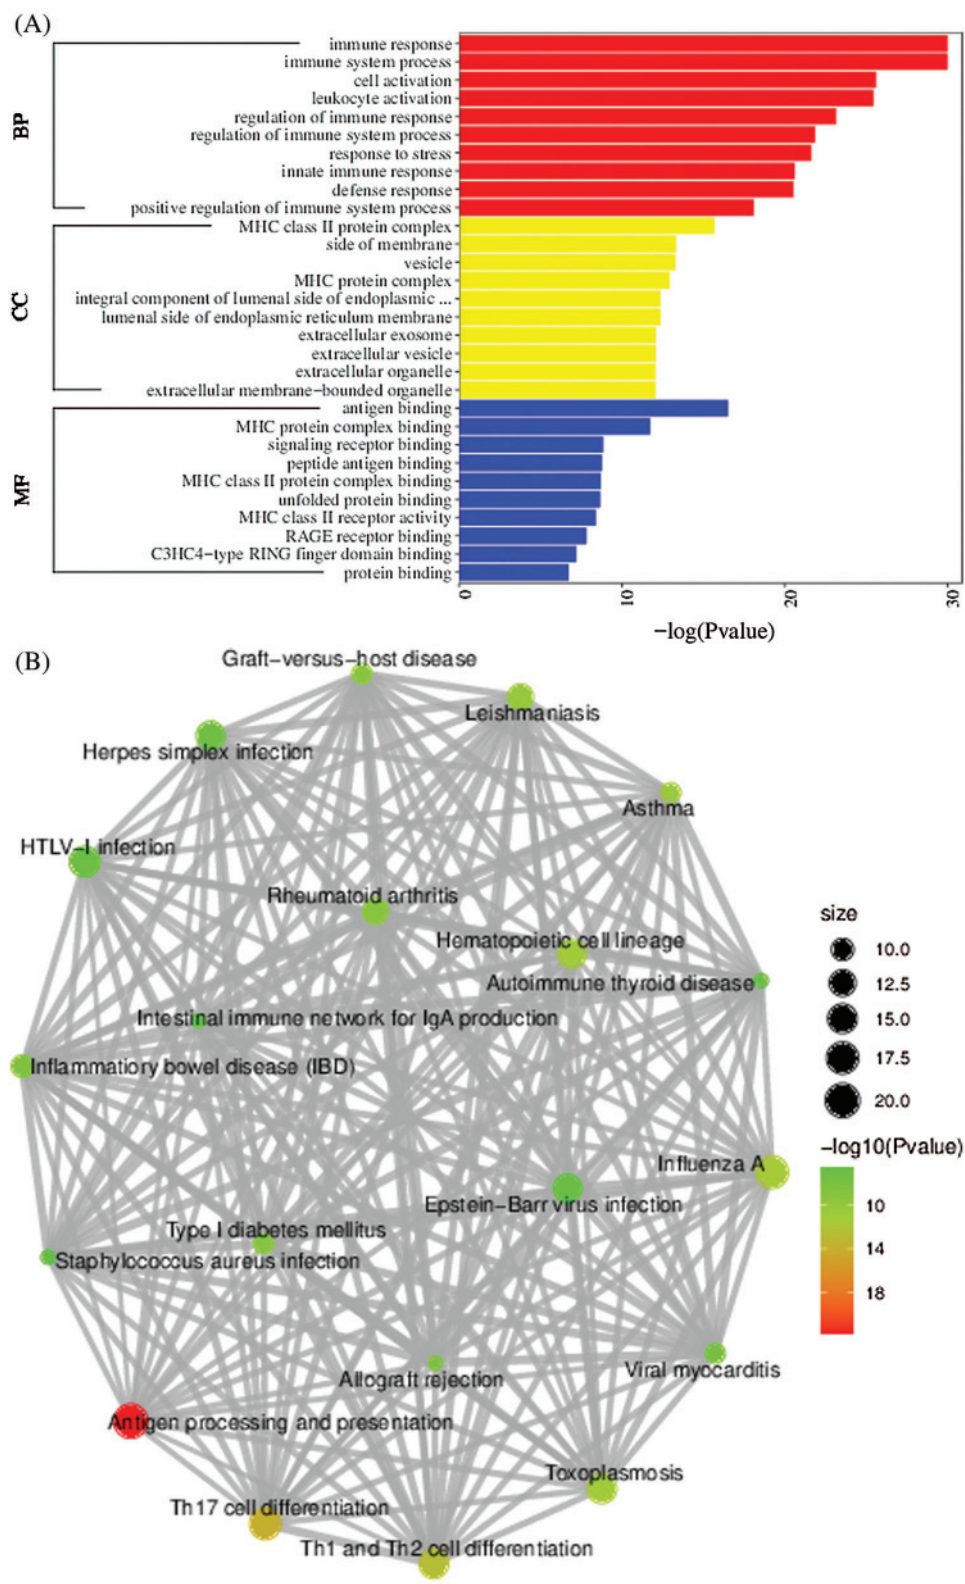 (A)
BP
immune response
immune system process
cell activation
leukocyte activation
regulation of immune response
regulation of immune system process
response to stress
innate immune response
defense response
positive regulation of immune system process
CC
MHC class II protein complex
side of membrane
vesicle
MHC protein complex
integral component of lumenal side of endoplasmic ...
lumenal side of endoplasmic reticulum membrane
extracellular exosome
extracellular vesicle
extracellular organelle
extracellular membrane−bounded organelle
MF
antigen binding
MHC protein complex binding
signaling receptor binding
peptide antigen binding
MHC class II protein complex binding
unfolded protein binding
MHC class II receptor activity
RAGE receptor binding
C3HC4−type RING finger domain binding
protein binding
0 10 20 30
−log(Pvalue)
(B)
Graft−versus−host disease
Leishmaniasis
Herpes simplex infection
Asthma
HTLV−I infection
Rheumatoid arthritis
Hematopoietic cell lineage
Autoimmune thyroid disease
Intestinal immune network for IgA production
Inflammatiory bowel disease (IBD)
Influenza A
Epstein−Barr virus infection
Type I diabetes mellitus
Staphylococcus aureus infection
Viral myocarditis
Allograft rejection
Antigen processing and presentation
Toxoplasmosis
Th17 cell differentiation
Th1 and Th2 cell differentiation
size
10.0
12.5
15.0
17.5
20.0
−log10(Pvalue)
10
14
18